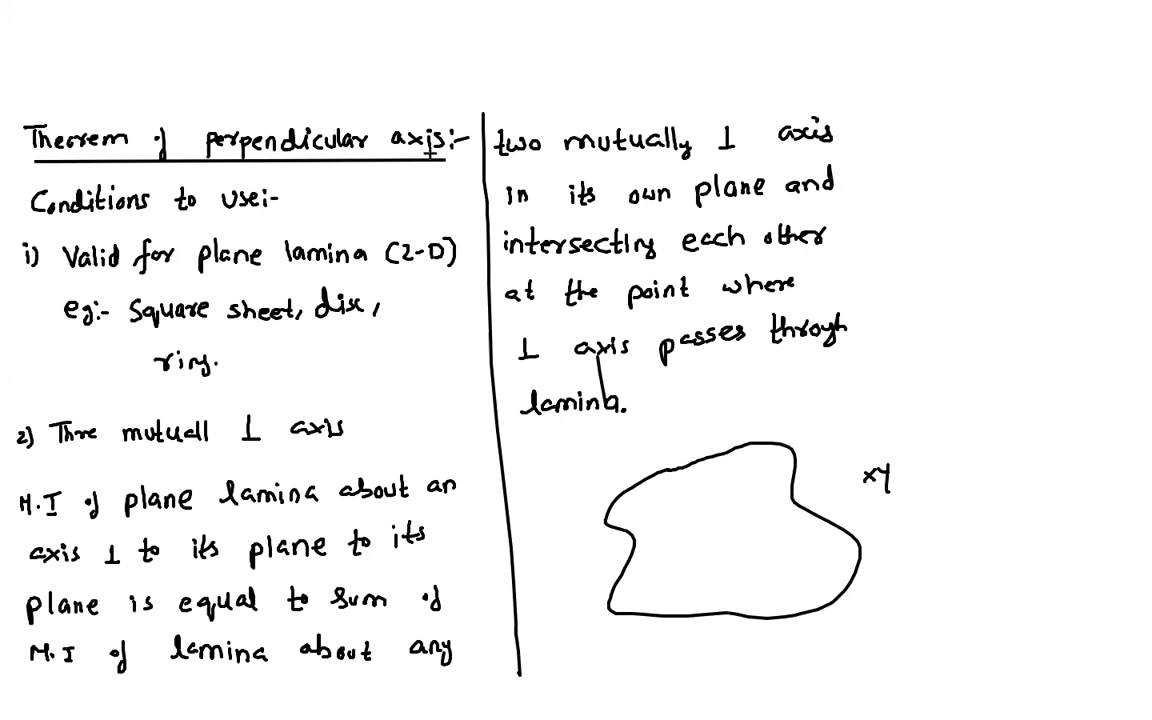 Theorem of perpendicular axis:-
Conditions to use:-
i) Valid for plane lamina (2-D)
eg:- Square sheet, disc,
ring.
2) Three mutuall ⊥ axis
M.I of plane lamina about an
axis ⊥ to its plane to its
plane is equal to sum of
M.I of lamina about any
two mutually ⊥ axis
in its own plane and
intersecting each other
at the point where
⊥ axis passes through
lamina.
xy